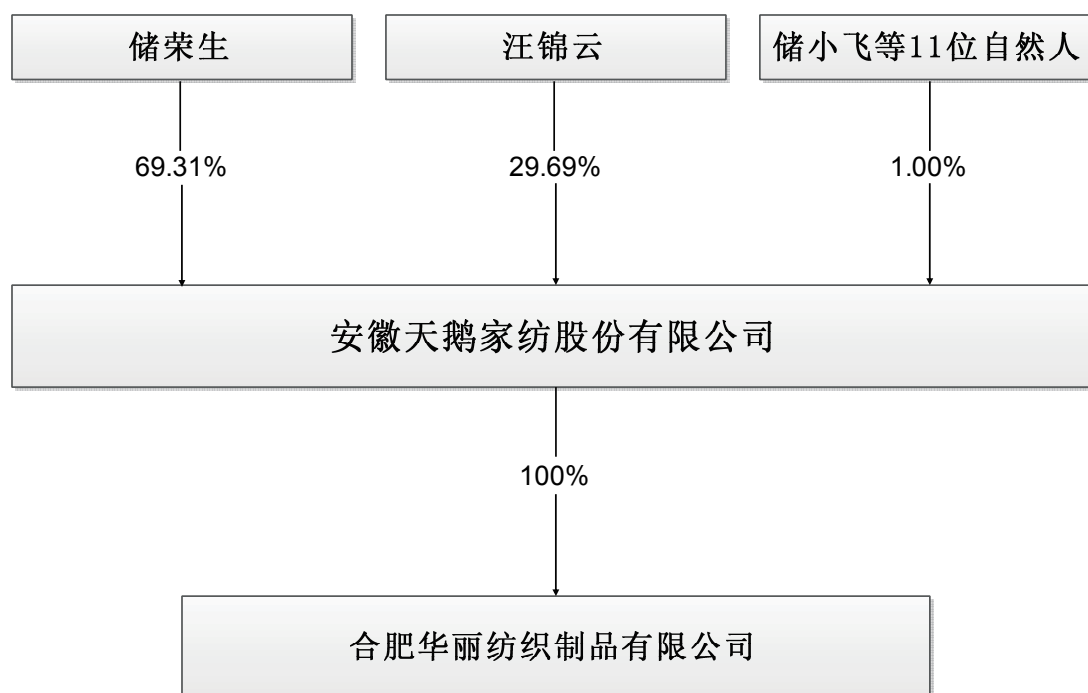 储荣生
汪锦云
储小飞等11位自然人
69.31%
29.69%
1.00%
安徽天鹅家纺股份有限公司
100%
合肥华丽纺织制品有限公司